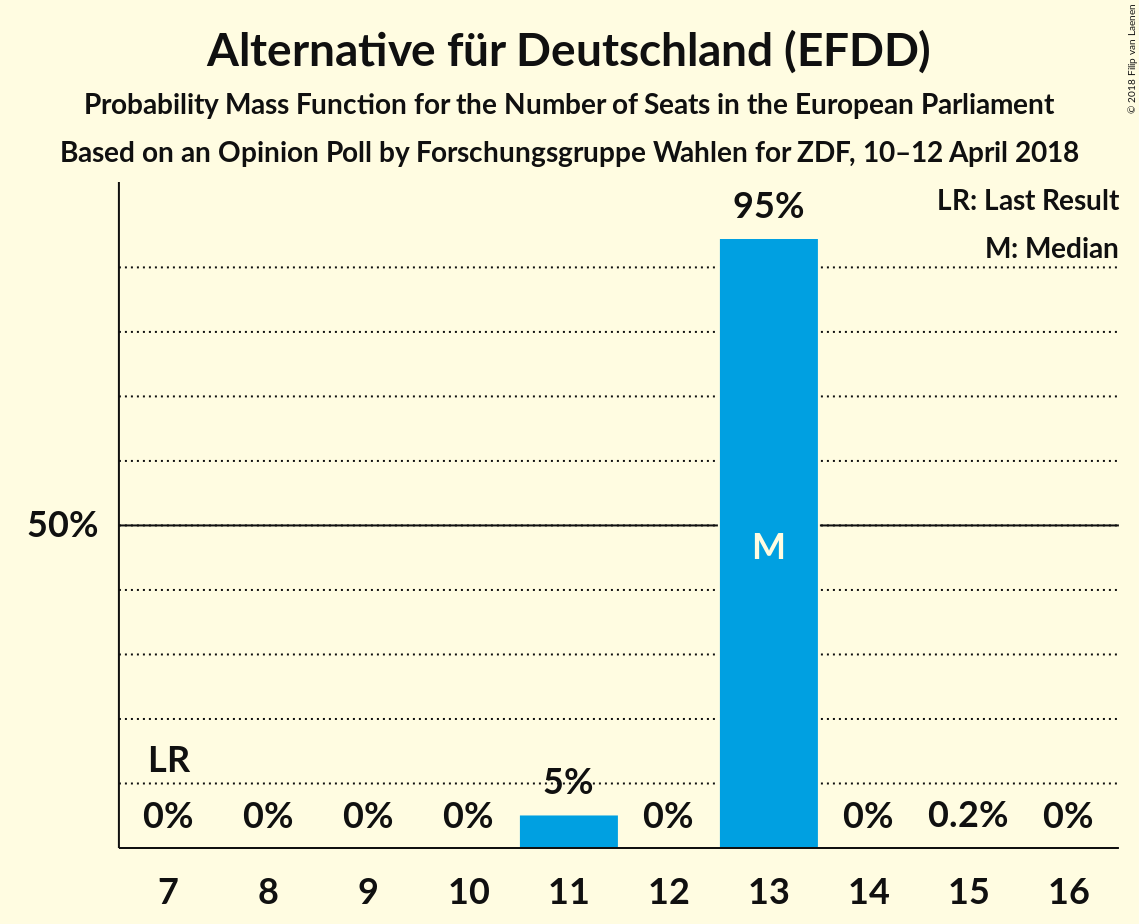 Alternative für Deutschland (EFDD)
Probability Mass Function for the Number of Seats in the European Parliament
Based on an Opinion Poll by Forschungsgruppe Wahlen for ZDF, 10–12 April 2018
© 2018 Filip van Laenen
LR: Last Result
M: Median
95%
50%
M
LR
5%
0% 0% 0% 0% 0% 0% 0.2% 0%
7 8 9 10 11 12 13 14 15 16